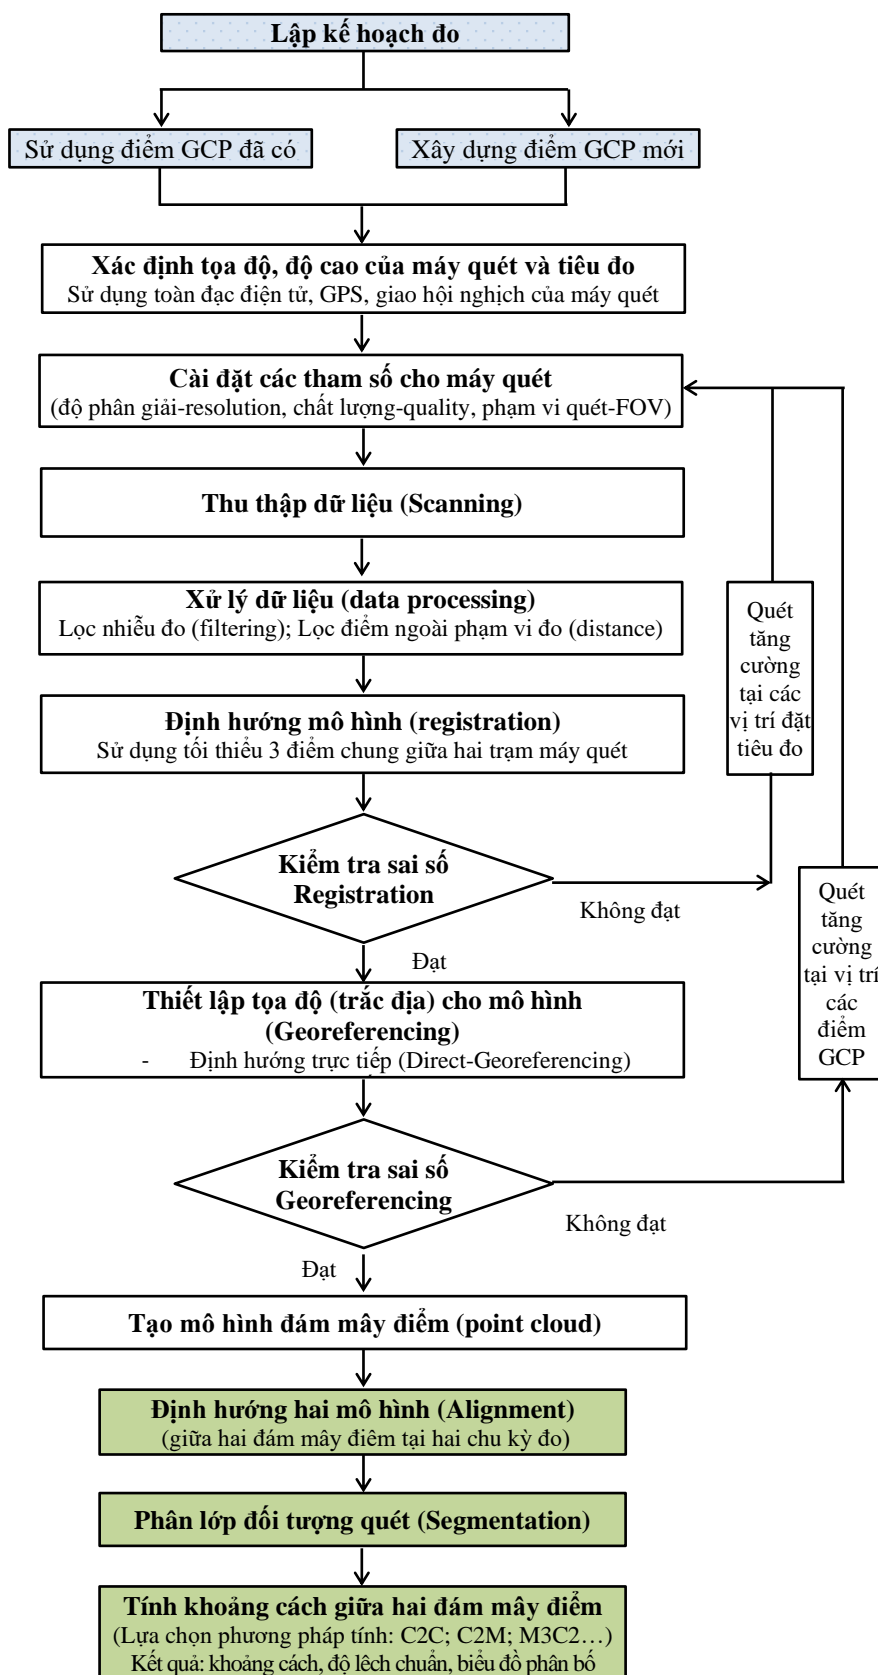 Lập kế hoạch đo
Sử dụng điểm GCP đã có
Xây dựng điểm GCP mới
Xác định tọa độ, độ cao của máy quét và tiêu đo
Sử dụng toàn đạc điện tử, GPS, giao hội nghịch của máy quét
Cài đặt các tham số cho máy quét
(độ phân giải-resolution, chất lượng-quality, phạm vi quét-FOV)
Thu thập dữ liệu (Scanning)
Xử lý dữ liệu (data processing)
Lọc nhiễu đo (filtering); Lọc điểm ngoài phạm vi đo (distance)
Quét
tăng
cường
tại các
vị trí đặt
tiêu đo
Định hướng mô hình (registration)
Sử dụng tối thiểu 3 điểm chung giữa hai trạm máy quét
Kiểm tra sai số
Registration
Không đạt
Quét
tăng
cường
tại vị trí
các
điểm
GCP
Đạt
Thiết lập tọa độ (trắc địa) cho mô hình
(Georeferencing)
- Định hướng trực tiếp (Direct-Georeferencing)
Kiểm tra sai số
Georeferencing
Không đạt
Đạt
Tạo mô hình đám mây điểm (point cloud)
Định hướng hai mô hình (Alignment)
(giữa hai đám mây điêm tại hai chu kỳ đo)
Phân lớp đối tượng quét (Segmentation)
Tính khoảng cách giữa hai đám mây điểm
(Lựa chọn phương pháp tính: C2C; C2M; M3C2…)
Kết quả: khoảng cách, độ lệch chuẩn, biểu đồ phân bố